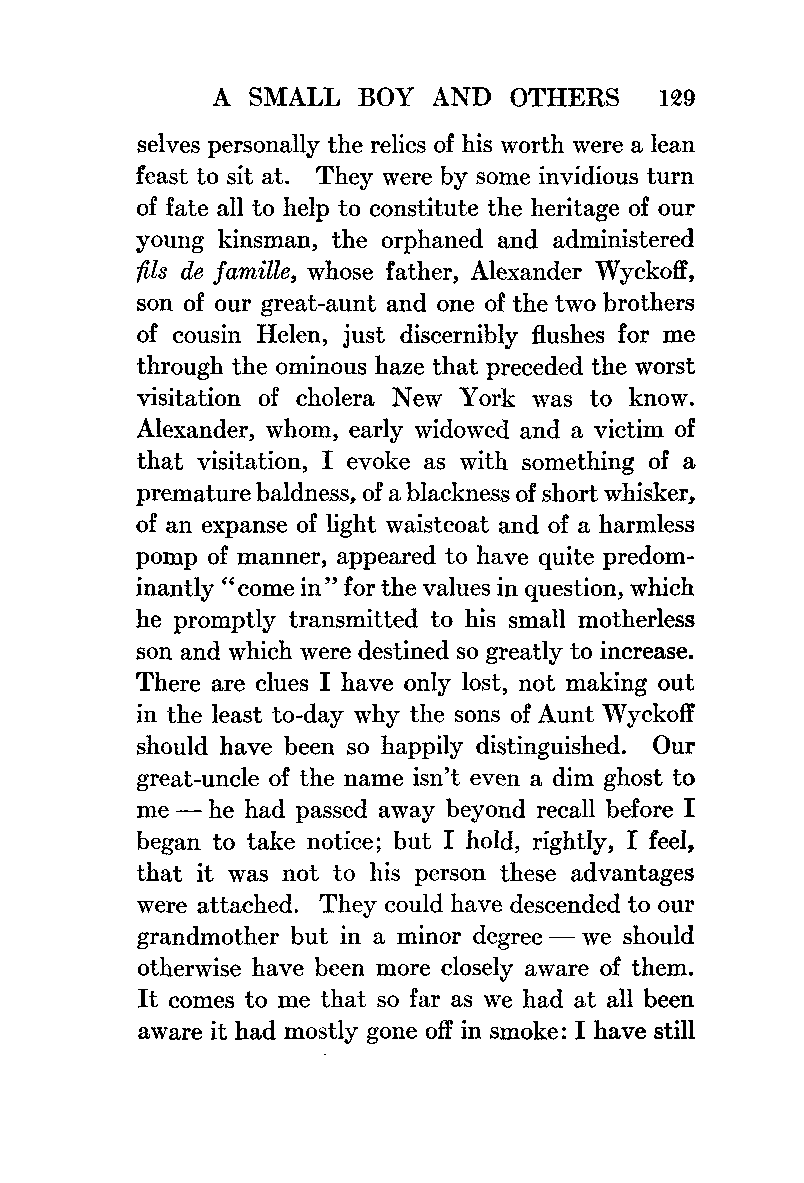 A SMALL BOY AND OTHERS 129
selves personally the relics of his worth were a lean
feast to sit at. They were by some invidious turn
of fate all to help to constitute the heritage of our
young kinsman, the orphaned and administered
fils de famille, whose father, Alexander Wyckoff,
son of our great-aunt and one of the two brothers
of cousin Helen, just discernibly flushes for me
through the ominous haze that preceded the worst
visitation of cholera New York was to know.
Alexander, whom, early widowed and a victim of
that visitation, I evoke as with something of a
premature baldness, of a blackness of short whisker,
of an expanse of light waistcoat and of a harmless
pomp of manner, appeared to have quite predom-
inantly “come in” for the values in question, which
he promptly transmitted to his small motherless
son and which were destined so greatly to increase.
There are clues I have only lost, not making out
in the least to-day why the sons of Aunt Wyckoff
should have been so happily distinguished. Our
great-uncle of the name isn’t even a dim ghost to
me — he had passed away beyond recall before I
began to take notice; but I hold, rightly, I feel,
that it was not to his person these advantages
were attached. They could have descended to our
grandmother but in a minor degree — we should
otherwise have been more closely aware of them.
It comes to me that so far as we had at all been
aware it had mostly gone off in smoke: I have still